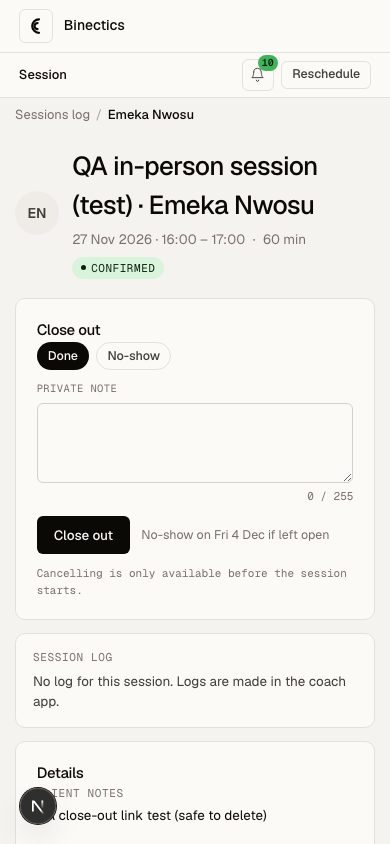 Binectics
Session
10
Reschedule
Sessions log / Emeka Nwosu
EN
QA in-person session
(test) · Emeka Nwosu
27 Nov 2026 · 16:00 – 17:00 · 60 min
CONFIRMED
Close out
Done
No-show
PRIVATE NOTE
0 / 255
Close out
No-show on Fri 4 Dec if left open
Cancelling is only available before the session
starts.
SESSION LOG
No log for this session. Logs are made in the coach
app.
Details
NOTES
N
close-out link test (safe to delete)